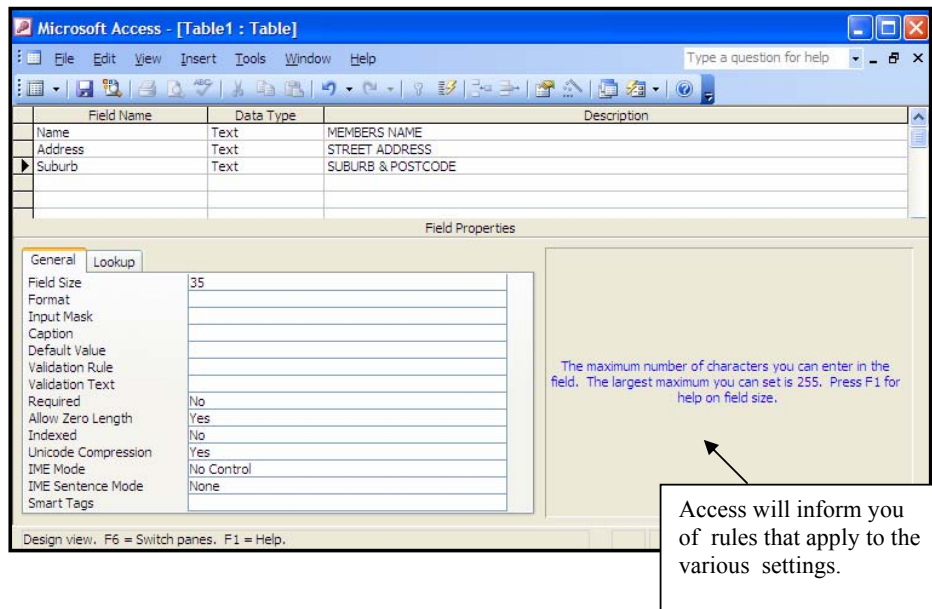 Microsoft Access - [Table1 : Table]
File Edit View Insert Tools Window Help Type a question for help
Field Name Data Type Description
Name Text MEMBERS NAME
Address Text STREET ADDRESS
Suburb Text SUBURB & POSTCODE
Field Properties
General Lookup
Field Size 35
Format
Input Mask
Caption
Default Value
Validation Rule
Validation Text
Required No
Allow Zero Length Yes
Indexed No
Unicode Compression Yes
IME Mode No Control
IME Sentence Mode None
Smart Tags
The maximum number of characters you can enter in the
field. The largest maximum you can set is 255. Press F1 for
help on field size.
Design view. F6 = Switch panes. F1 = Help.
Access will inform you
of rules that apply to the
various settings.